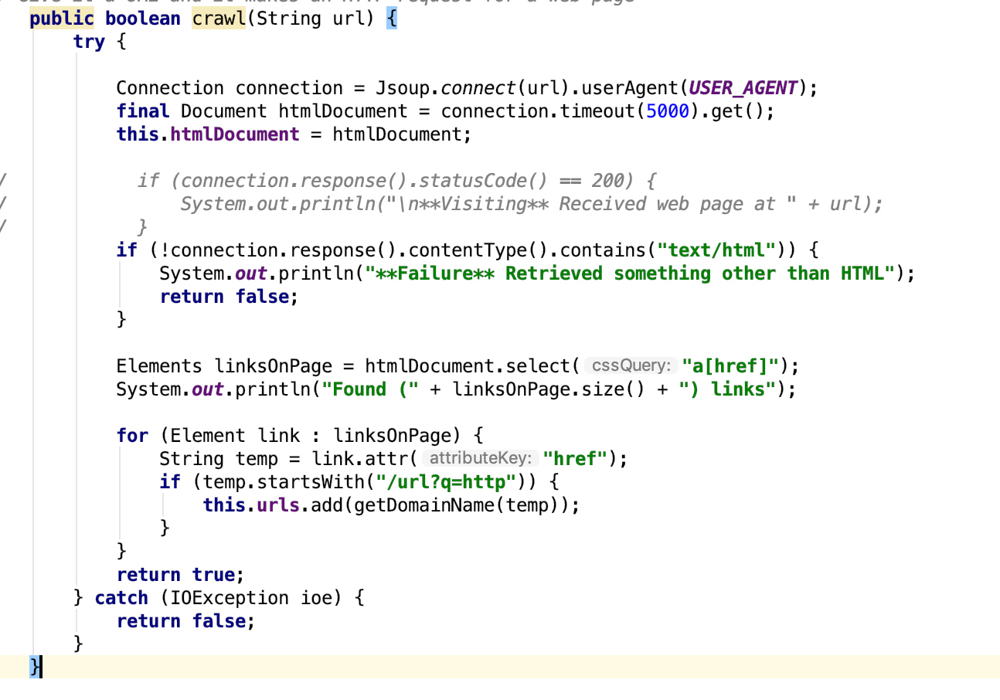 public boolean crawl(String url) {
    try {

        Connection connection = Jsoup.connect(url).userAgent(USER_AGENT);
        final Document htmlDocument = connection.timeout(5000).get();
        this.htmlDocument = htmlDocument;

/          if (connection.response().statusCode() == 200) {
/              System.out.println("\n**Visiting** Received web page at " + url);
/          }
        if (!connection.response().contentType().contains("text/html")) {
            System.out.println("**Failure** Retrieved something other than HTML");
            return false;
        }

        Elements linksOnPage = htmlDocument.select( cssQuery: "a[href]");
        System.out.println("Found (" + linksOnPage.size() + ") links");

        for (Element link : linksOnPage) {
            String temp = link.attr( attributeKey: "href");
            if (temp.startsWith("/url?q=http")) {
                this.urls.add(getDomainName(temp));
            }
        }
        return true;
    } catch (IOException ioe) {
        return false;
    }
}